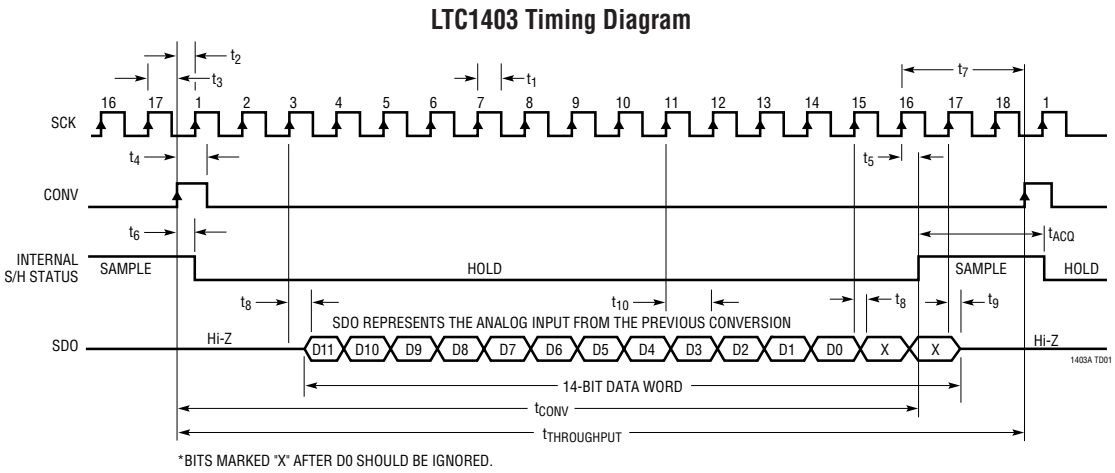 LTC1403 Timing Diagram
t2
t3
t1
t7
16 17 1 2 3 4 5 6 7 8 9 10 11 12 13 14 15 16 17 18 1
SCK
t4
t5
CONV
t6
tACQ
INTERNAL
S/H STATUS
SAMPLE HOLD SAMPLE HOLD
t8 t10 t8 t9
SDO REPRESENTS THE ANALOG INPUT FROM THE PREVIOUS CONVERSION
SDO Hi-Z D11 D10 D9 D8 D7 D6 D5 D4 D3 D2 D1 D0 X X Hi-Z
1403A TD01
14-BIT DATA WORD
tCONV
tTHROUGHPUT
*BITS MARKED "X" AFTER D0 SHOULD BE IGNORED.